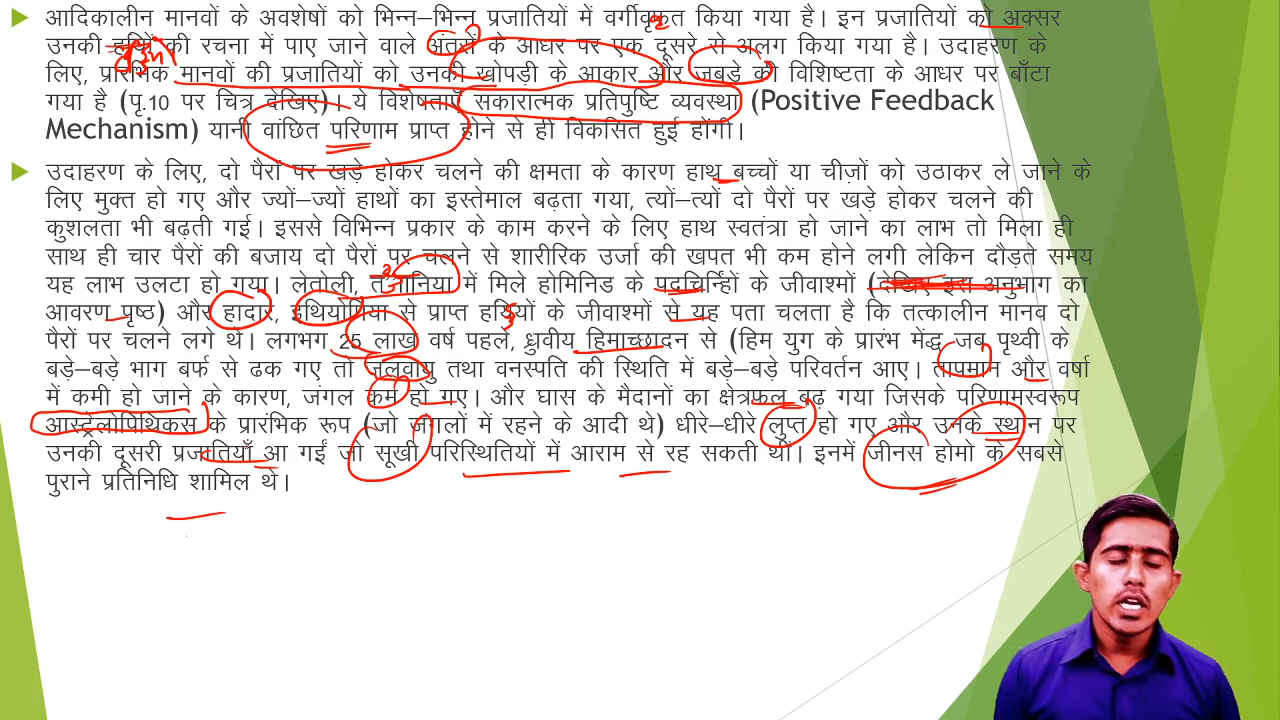 आदिकालीन मानवों के अवशेषों को भिन्न–भिन्न प्रजातियों में वर्गीकृत किया गया है। इन प्रजातियों को अक्सर
उनकी की रचना में पाए जाने वाले अंतरों के आधर पर एक दूसरे से अलग किया गया है। उदाहरण के
लिए, प्रारंभिक मानवों की प्रजातियों को उनकी खोपड़ी के आकार और जबड़े की विशिष्टता के आधर पर बाँटा
गया है (पृ.10 पर चित्र देखिए)। ये विशेषताएँ सकारात्मक प्रतिपुष्टि व्यवस्था (Positive Feedback
Mechanism) यानी वांछित परिणाम प्राप्त होने से ही विकसित हुई होंगी।
उदाहरण के लिए, दो पैरों पर खड़े होकर चलने की क्षमता के कारण हाथ बच्चों या चीज़ों को उठाकर ले जाने के
लिए मुक्त हो गए और ज्यों–ज्यों हाथों का इस्तेमाल बढ़ता गया, त्यों–त्यों दो पैरों पर खड़े होकर चलने की
कुशलता भी बढ़ती गई। इससे विभिन्न प्रकार के काम करने के लिए हाथ स्वतंत्रा हो जाने का लाभ तो मिला ही
साथ ही चार पैरों की बजाय दो पैरों पर चलने से शारीरिक उर्जा की खपत भी कम होने लगी लेकिन दौड़ते समय
यह लाभ उलटा हो गया। लेतोली, में मिले होमिनिड के के जीवाश्मों (देखिए इस अनुभाग का
आवरण पृष्ठ) और हादार, इथियोपिया से प्राप्त के जीवाश्मों से यह पता चलता है कि तत्कालीन मानव दो
पैरों पर चलने लगे थे। लगभग 25 लाख वर्ष पहले, ध्रुवीय हिमाच्छादन से (हिम युग के प्रारंभ मेंद्ध जब पृथ्वी के
बड़े–बड़े भाग बर्फ से ढक गए तो जलवायु तथा वनस्पति की स्थिति में बड़े–बड़े परिवर्तन आए। तापमान और वर्षा
में कमी हो जाने के कारण, जंगल कम हो गए। और घास के मैदानों का क्षेत्रफल बढ़ गया जिसके परिणामस्वरूप
आस्ट्रेलोपिथिकस के प्रारंभिक रूप (जो जंगलों में रहने के आदी थे) धीरे–धीरे लुप्त हो गए और उनके स्थान पर
उनकी दूसरी प्रजातियाँ आ गईं जो सूखी परिस्थितियों में आराम से रह सकती थीं। इनमें जीनस होमो के सबसे
पुराने प्रतिनिधि शामिल थे।